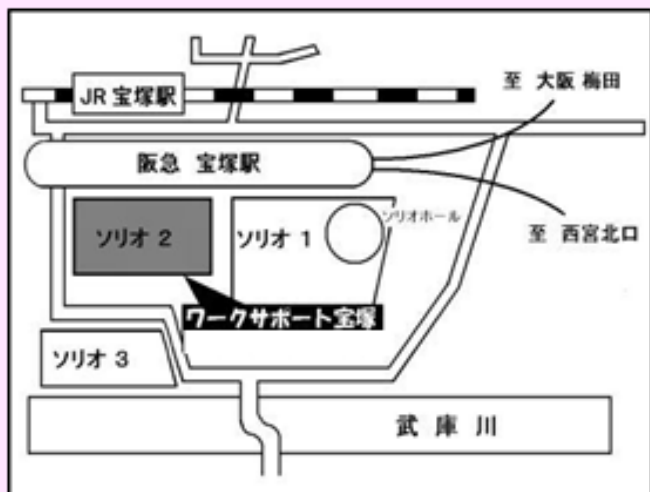 JR 宝塚駅
至 大阪 梅田
阪急 宝塚駅
ソリオ 2
ソリオ 1
ソリオホール
至 西宮北口
ワークサポート宝塚
ソリオ 3
武 庫 川